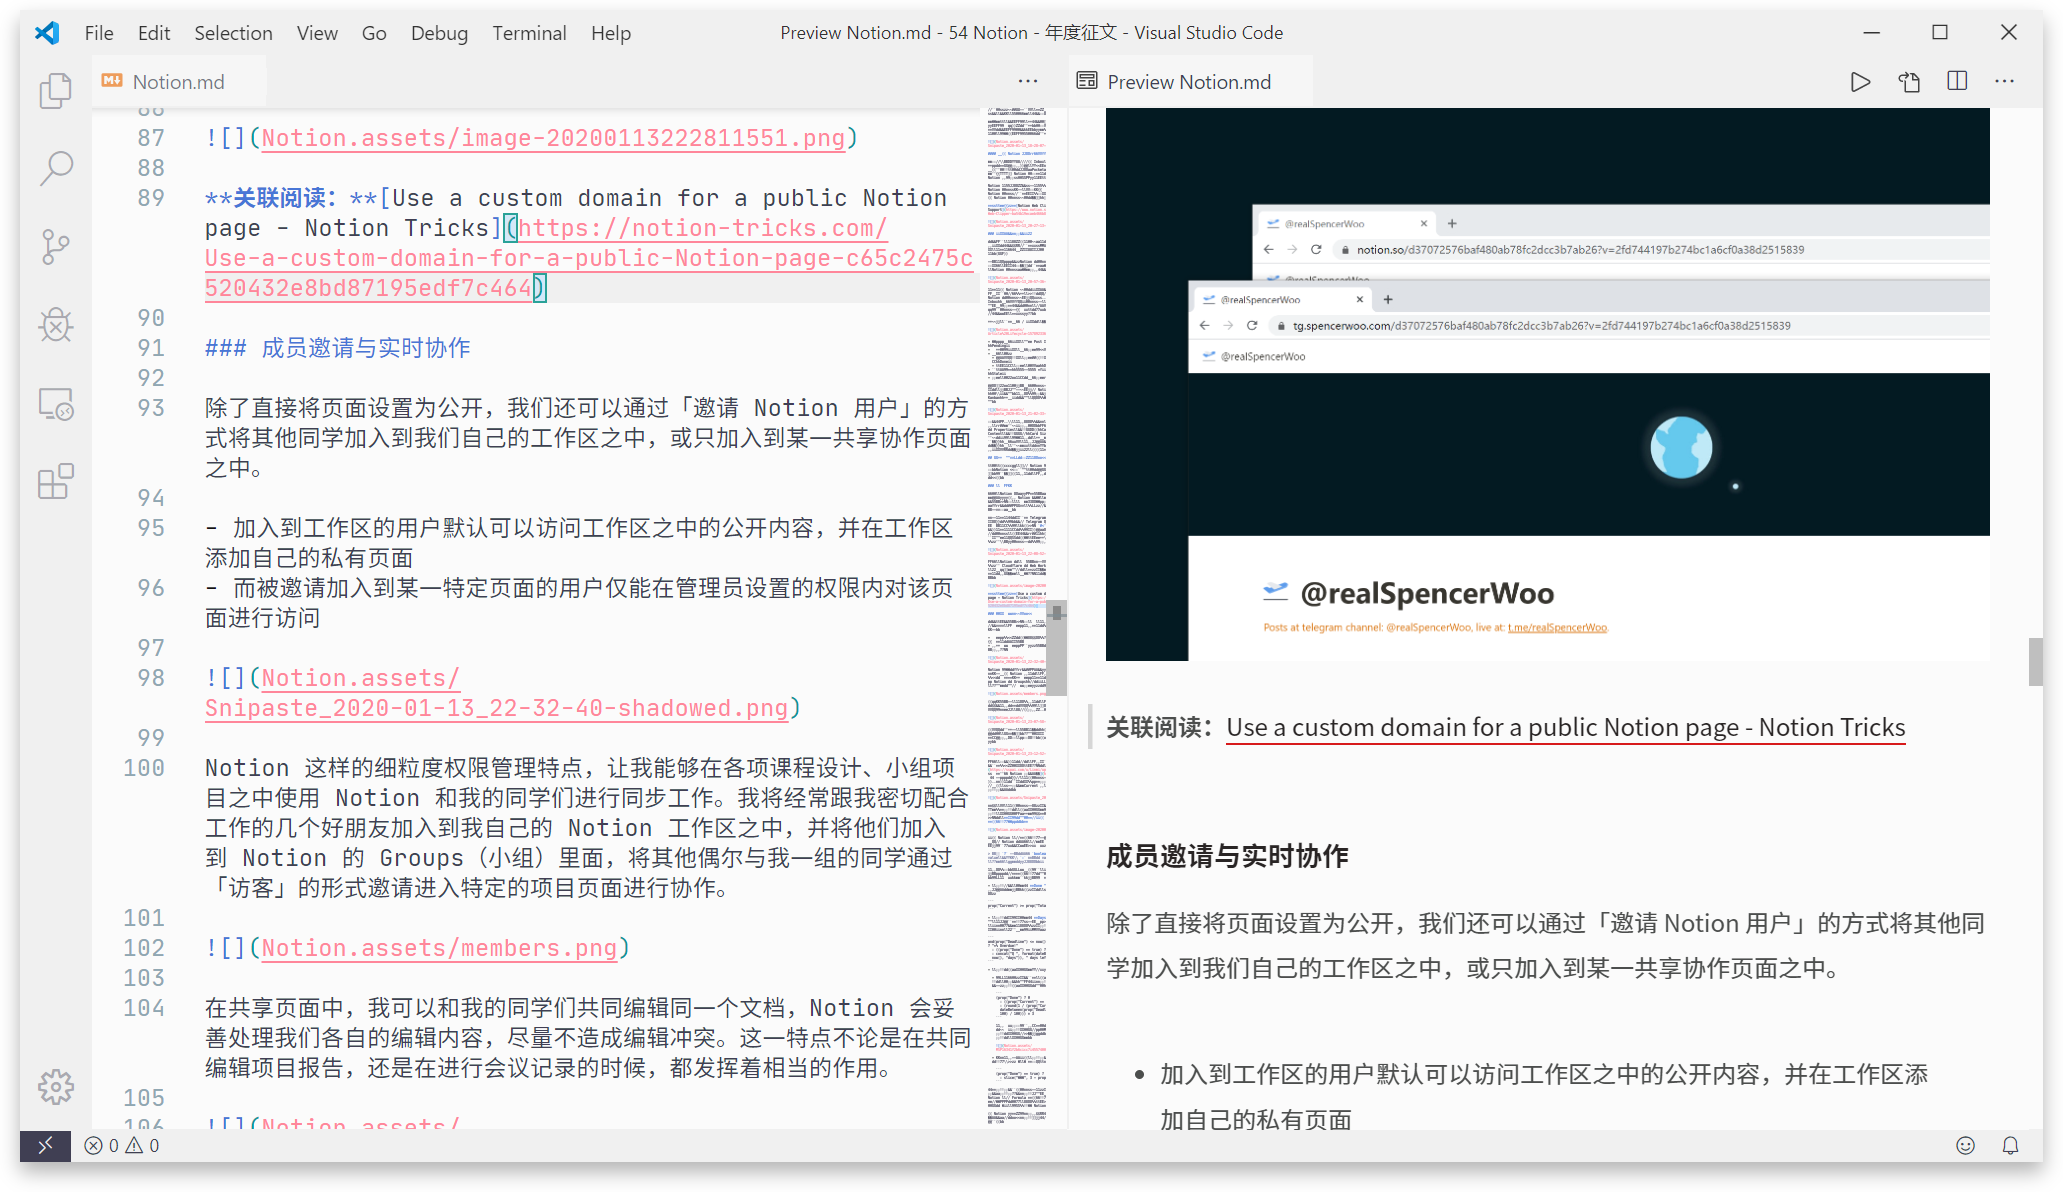 File Edit Selection View Go Debug Terminal Help
Preview Notion.md - 54 Notion - 年度征文 - Visual Studio Code
Notion.md
86
87 ![](Notion.assets/image-20200113222811551.png)
88
89 **关联阅读：**[Use a custom domain for a public Notion
page - Notion Tricks](https://notion-tricks.com/
Use-a-custom-domain-for-a-public-Notion-page-c65c2475c
520432e8bd87195edf7c464)
90
91 ### 成员邀请与实时协作
92
93 除了直接将页面设置为公开，我们还可以通过「邀请 Notion 用户」的方
式将其他同学加入到我们自己的工作区之中，或只加入到某一共享协作页面
之中。
94
95 - 加入到工作区的用户默认可以访问工作区之中的公开内容，并在工作区
添加自己的私有页面
96 - 而被邀请加入到某一特定页面的用户仅能在管理员设置的权限内对该页
面进行访问
97
98 ![](Notion.assets/
Snipaste_2020-01-13_22-32-40-shadowed.png)
99
100 Notion 这样的细粒度权限管理特点，让我能够在各项课程设计、小组项
目之中使用 Notion 和我的同学们进行同步工作。我将经常跟我密切配合
工作的几个好朋友加入到我自己的 Notion 工作区之中，并将他们加入
到 Notion 的 Groups（小组）里面，将其他偶尔与我一组的同学通过
「访客」的形式邀请进入特定的项目页面进行协作。
101
102 ![](Notion.assets/members.png)
103
104 在共享页面中，我可以和我的同学们共同编辑同一个文档，Notion 会妥
善处理我们各自的编辑内容，尽量不造成编辑冲突。这一特点不论是在共同
编辑项目报告，还是在进行会议记录的时候，都发挥着相当的作用。
105
106 ![](Notion.assets/
Preview Notion.md
@realSpencerWoo
notion.so/d37072576baf480ab78fc2dcc3b7ab26?v=2fd744197b274bc1a6cf0a38d2515839
@realSpencerWoo
@realSpencerWoo
tg.spencerwoo.com/d37072576baf480ab78fc2dcc3b7ab26?v=2fd744197b274bc1a6cf0a38d2515839
@realSpencerWoo
@realSpencerWoo
Posts at telegram channel: @realSpencerWoo, live at: t.me/realSpencerWoo.
关联阅读：Use a custom domain for a public Notion page - Notion Tricks
成员邀请与实时协作
除了直接将页面设置为公开，我们还可以通过「邀请 Notion 用户」的方式将其他同
学加入到我们自己的工作区之中，或只加入到某一共享协作页面之中。
• 加入到工作区的用户默认可以访问工作区之中的公开内容，并在工作区添
加自己的私有页面
0 0